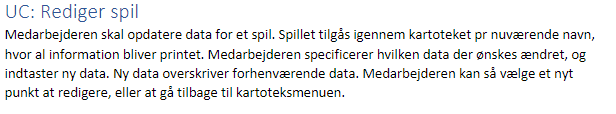 UC: Rediger spil
Medarbejderen skal opdatere data for et spil. Spillet tilgås igennem kartoteket pr nuværende navn,
hvor al information bliver printet. Medarbejderen specificerer hvilken data der ønskes ændret, og
indtaster ny data. Ny data overskriver forhenværende data. Medarbejderen kan så vælge et nyt
punkt at redigere, eller at gå tilbage til kartoteksmenuen.